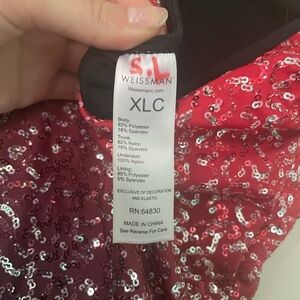 S.L
WEISSMAN
Weissmans.com
XLC
Body:
82% Polyester
18% Spandex
Trunk:
82% Nylon
18% Spandex
Underskirt:
100% Nylon
Lining:
95% Polyester
5% Spandex
EXCLUSIVE OF DECORATION
AND ELASTIC
RN:64830
MADE IN CHINA
See Reverse For Care